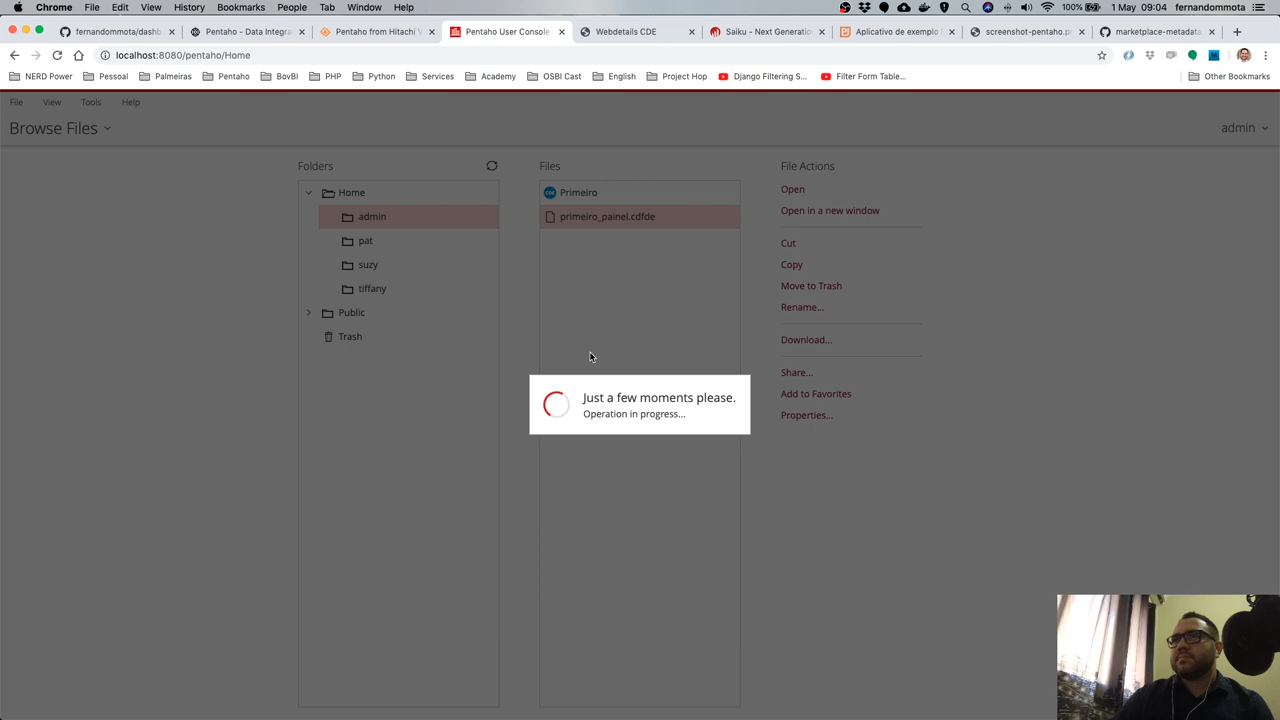 Chrome File Edit View History Bookmarks People Tab Window Help
100% 1 May 09:04 fernandommota
fernandommota/dashb
Pentaho - Data Integra
Pentaho from Hitachi V
Pentaho User Console
Webdetails CDE
Saiku - Next Generatio
Aplicativo de exemplo
screenshot-pentaho.pr
marketplace-metadata
localhost:8080/pentaho/Home
NERD Power Pessoal Palmeiras Pentaho BovBI PHP Python Services Academy OSBI Cast English Project Hop Django Filtering S... Filter Form Table... Other Bookmarks
File View Tools Help
Browse Files
admin
Folders
Home
admin
pat
suzy
tiffany
Public
Trash
Files
CDE Primeiro
primeiro_painel.cdfde
File Actions
Open
Open in a new window
Cut
Copy
Move to Trash
Rename...
Download...
Share...
Add to Favorites
Properties...
Just a few moments please.
Operation in progress...